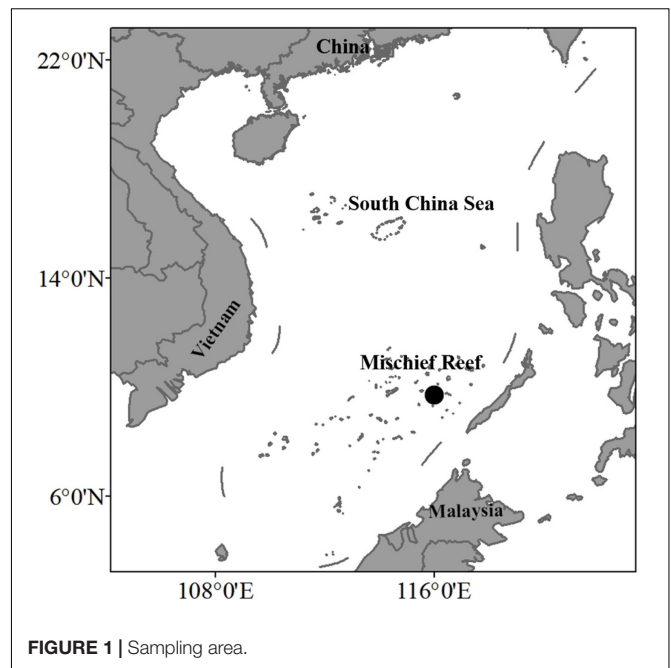 22°0'N
China
South China Sea
14°0'N
Vietnam
Mischief Reef
6°0'N
Malaysia
108°0'E
116°0'E
FIGURE 1 | Sampling area.